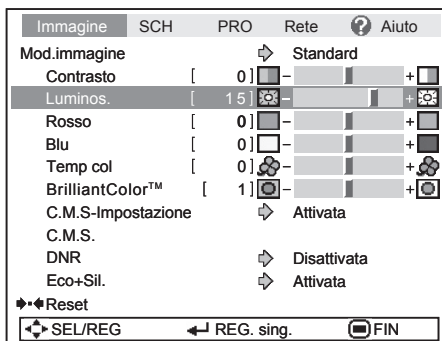 Immagine SCH PRO Rete ? Aiuto
Mod.immagine Standard
Contrasto [ 0] - +
Luminos. [ 15] - +
Rosso [ 0] - +
Blu [ 0] - +
Temp col [ 0] - +
BrilliantColor™ [ 1] - +
C.M.S-Impostazione Attivata
C.M.S.
DNR Disattivata
Eco+Sil. Attivata
Reset
SEL/REG REG. sing. FIN